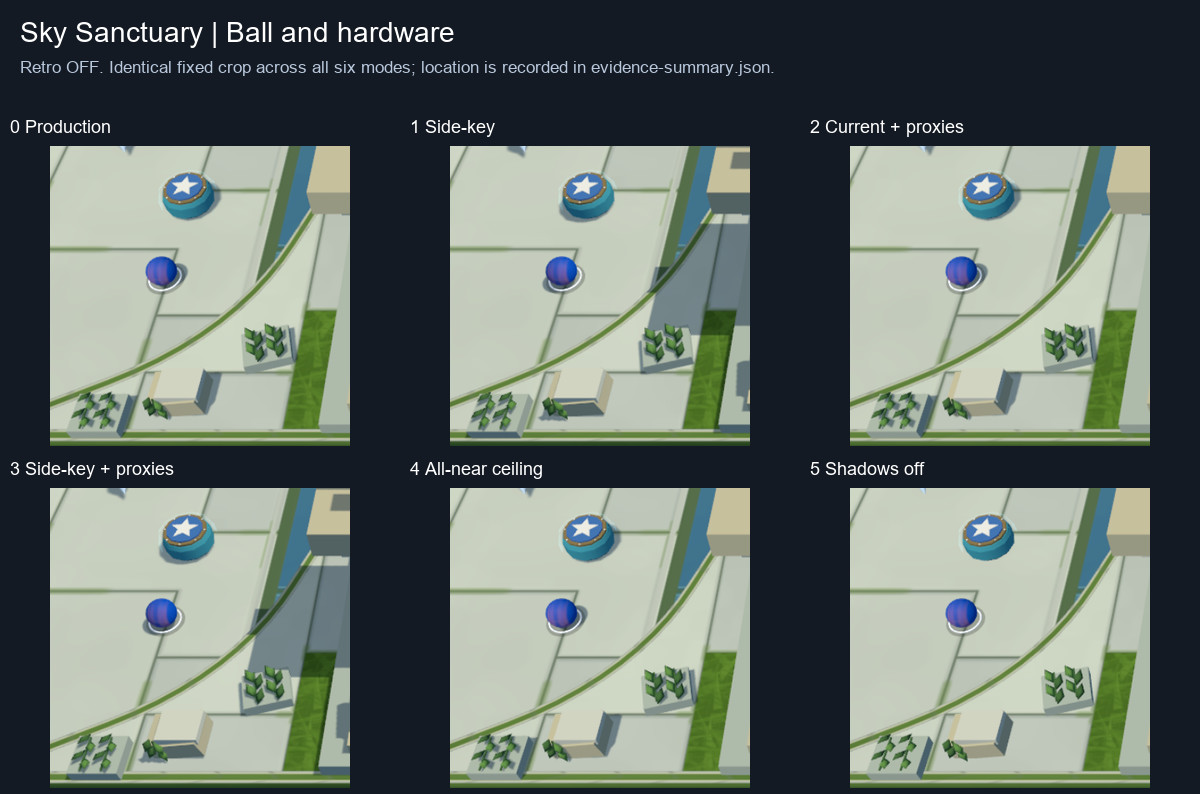 Sky Sanctuary | Ball and hardware
Retro OFF. Identical fixed crop across all six modes; location is recorded in evidence-summary.json.
0 Production
1 Side-key
2 Current + proxies
3 Side-key + proxies
4 All-near ceiling
5 Shadows off